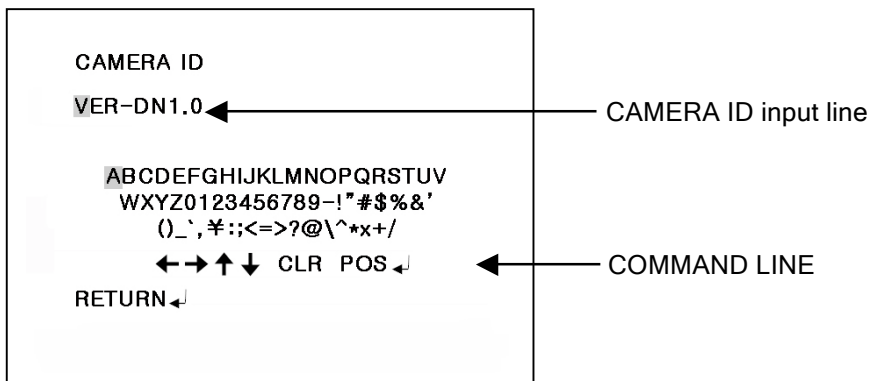 CAMERA ID
VER-DN1.0
CAMERA ID input line
ABCDEFGHIJKLMNOPQRSTUV
WXYZ0123456789-!"#$%&'
()_`,¥:;<=>?@\^*x+/
←→↑↓ CLR POS↲
COMMAND LINE
RETURN↲